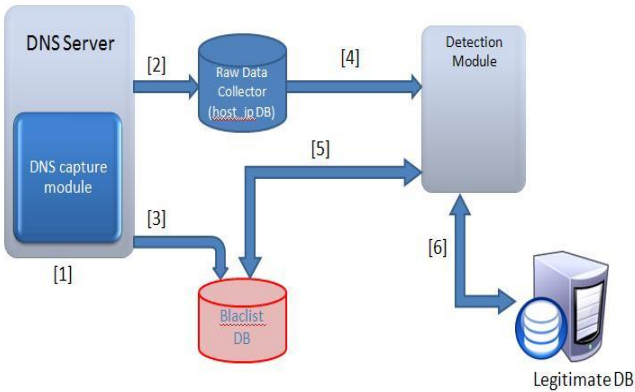 DNS Server
[2]
Raw Data
Collector
(host_ip DB)
[4]
Detection
Module
DNS capture
module
[5]
[3]
[1]
Blaclist
DB
[6]
Legitimate DB